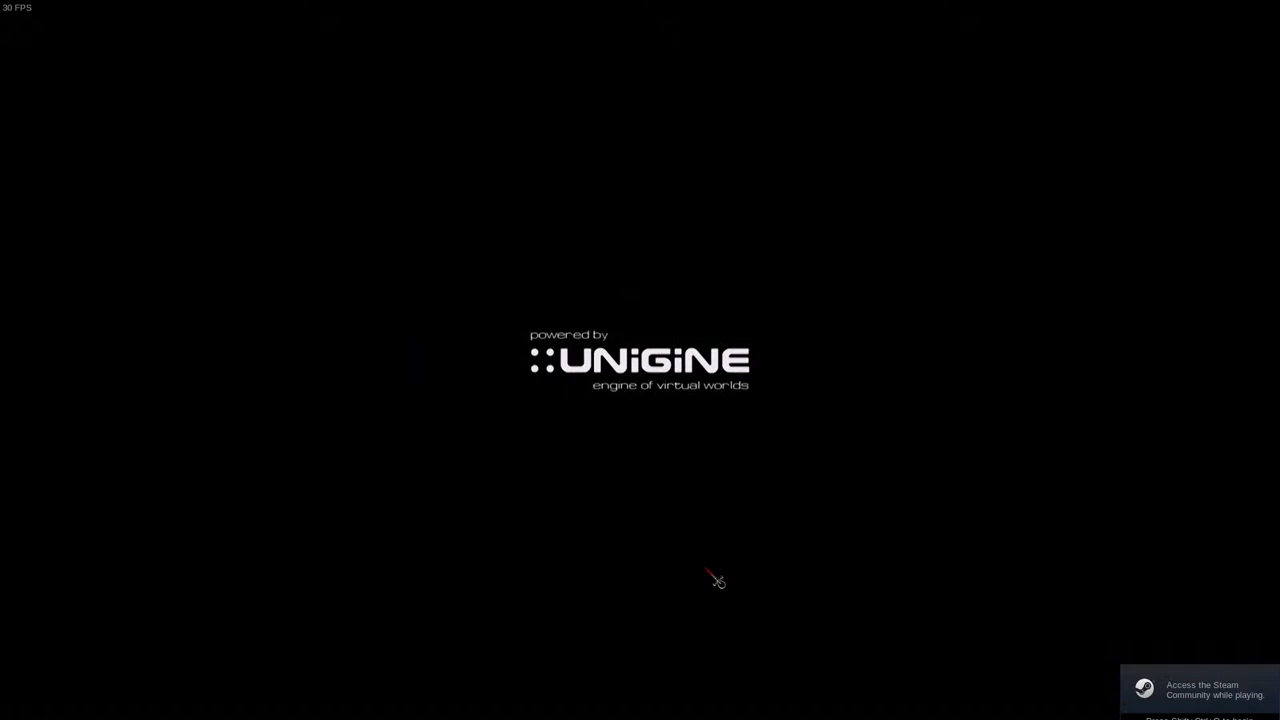 30 FPS
powered by
UNiGiNE
engine of virtual worlds
Access the Steam
Community while playing.